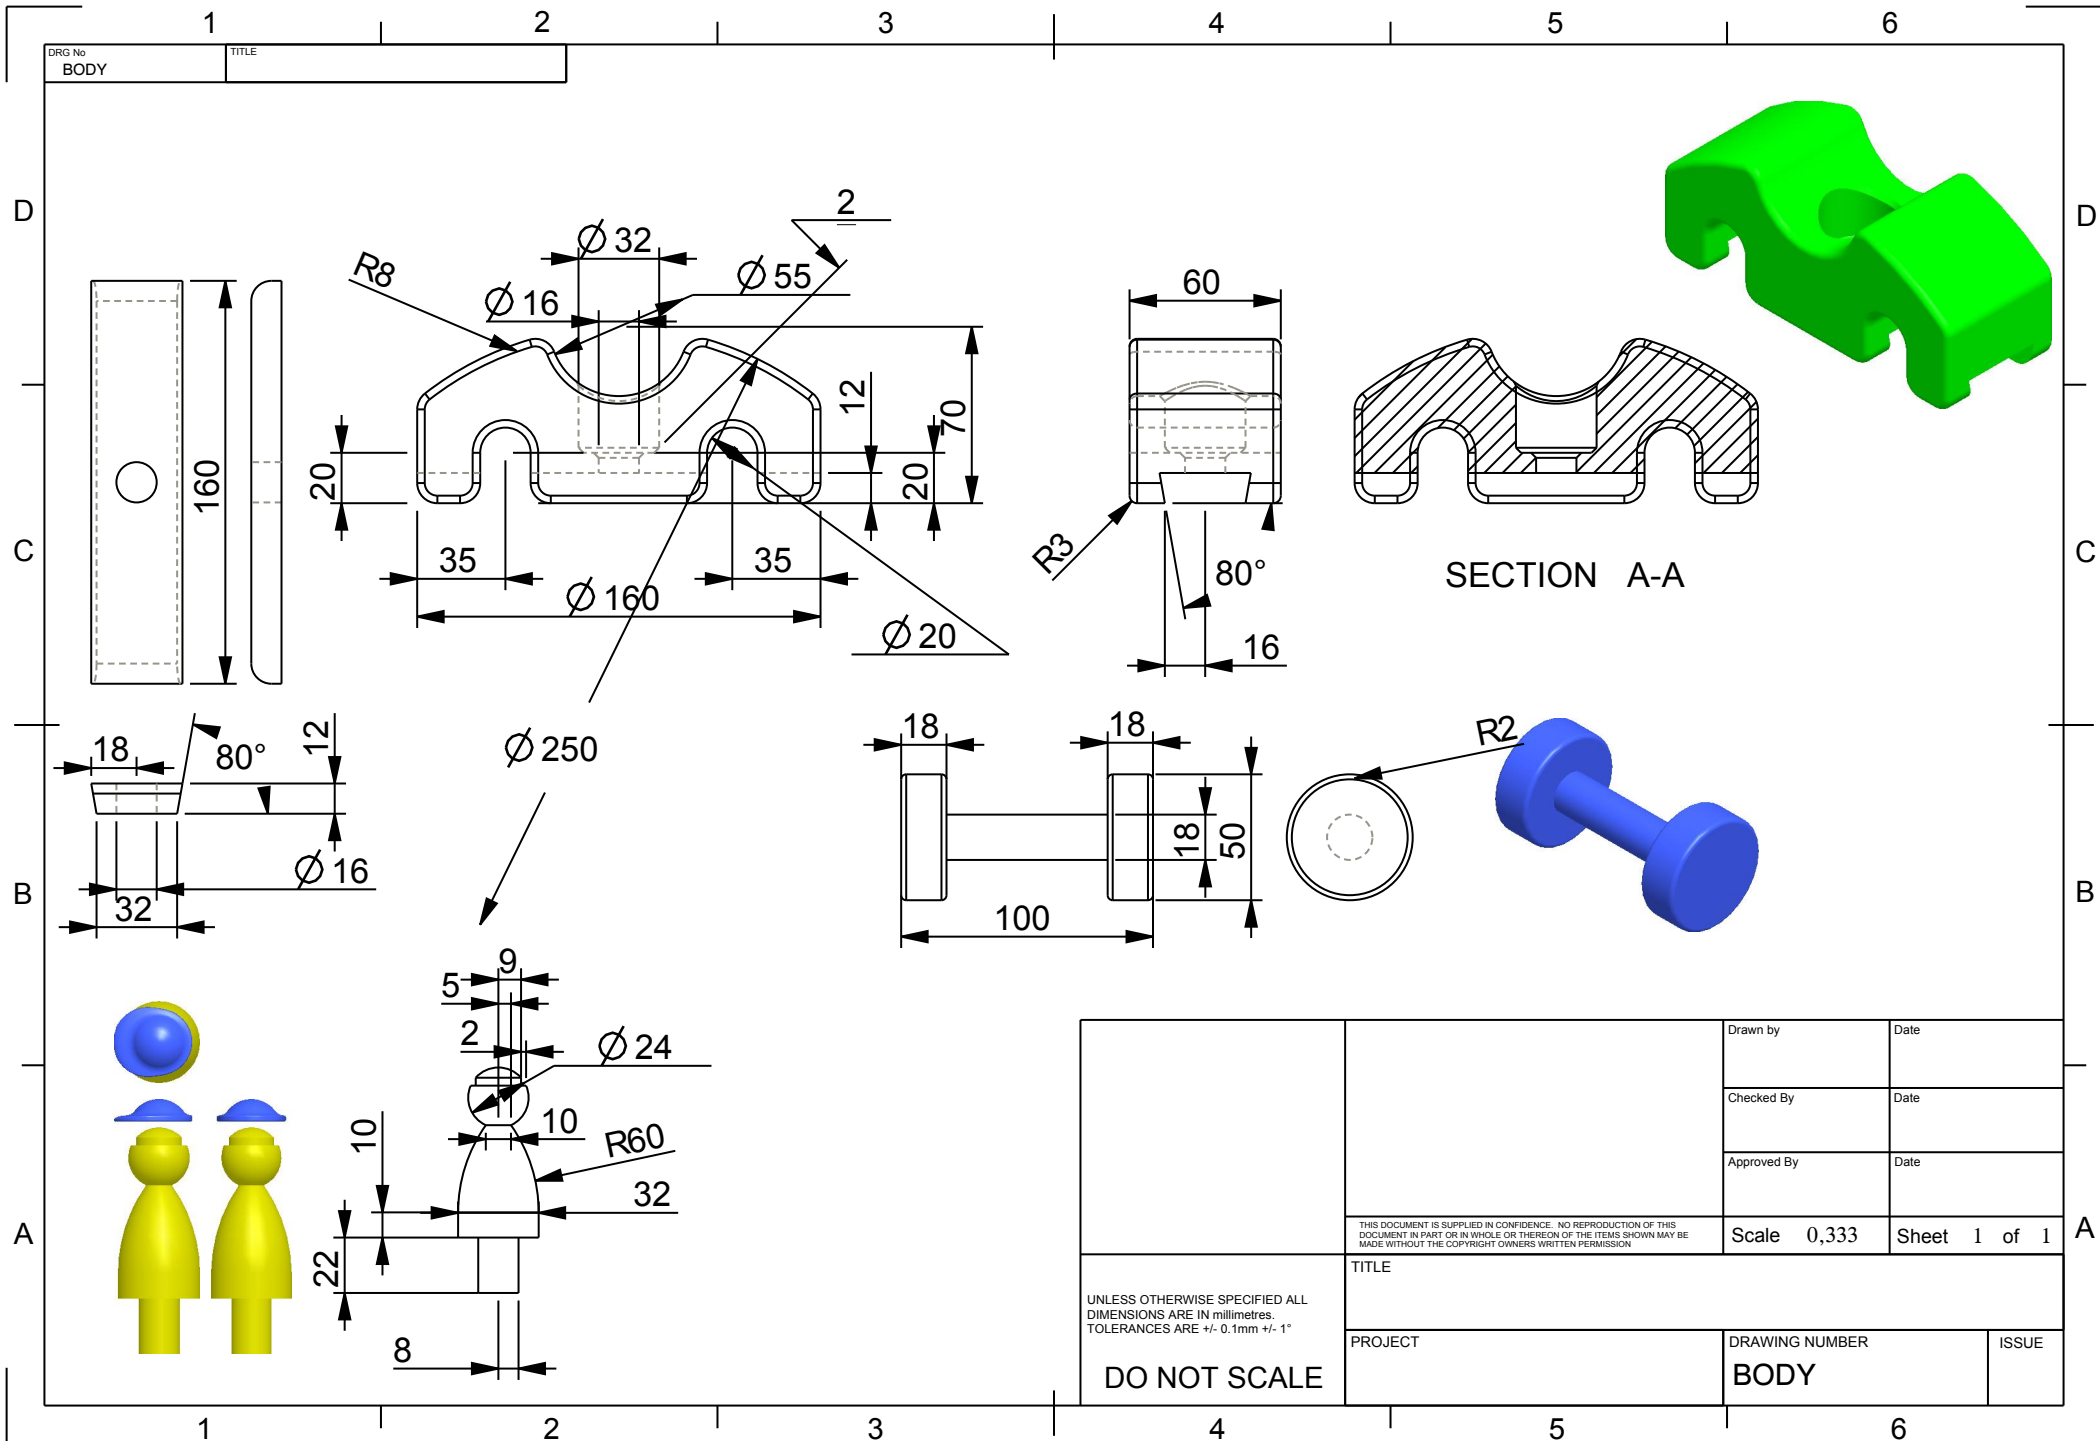 1 2 3 4 5 6
DRG No
BODY
TITLE
D
D
2
Ø 32
R8
Ø 55
Ø 16
60
12
70
160
20
20
35
35
Ø 160
Ø 20
R3
80°
16
SECTION A-A
C
C
18
80°
12
Ø 250
18
18
R2
18
50
Ø 16
32
100
B
B
9
5
2
Ø 24
10
10
R60
32
22
8
A
A
Drawn by
Date
Checked By
Date
Approved By
Date
THIS DOCUMENT IS SUPPLIED IN CONFIDENCE. NO REPRODUCTION OF THIS
DOCUMENT IN PART OR IN WHOLE OR THEREON OF THE ITEMS SHOWN MAY BE
MADE WITHOUT THE COPYRIGHT OWNERS WRITTEN PERMISSION
Scale 0,333
Sheet 1 of 1
UNLESS OTHERWISE SPECIFIED ALL
DIMENSIONS ARE IN millimetres.
TOLERANCES ARE +/- 0.1mm +/- 1°
DO NOT SCALE
TITLE
PROJECT
DRAWING NUMBER
BODY
ISSUE
1 2 3 4 5 6